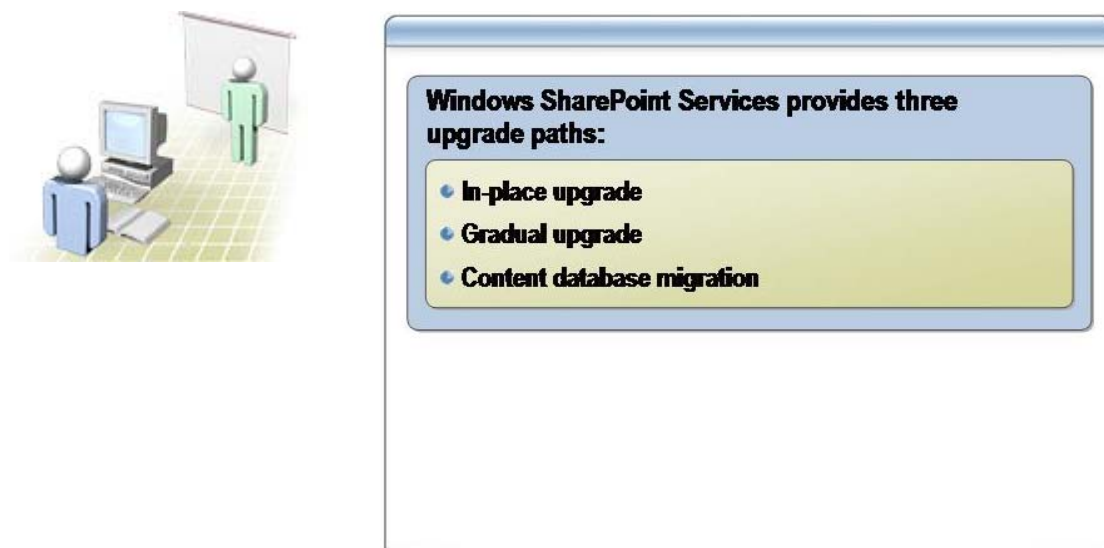 Windows SharePoint Services provides three
upgrade paths:
In-place upgrade
Gradual upgrade
Content database migration